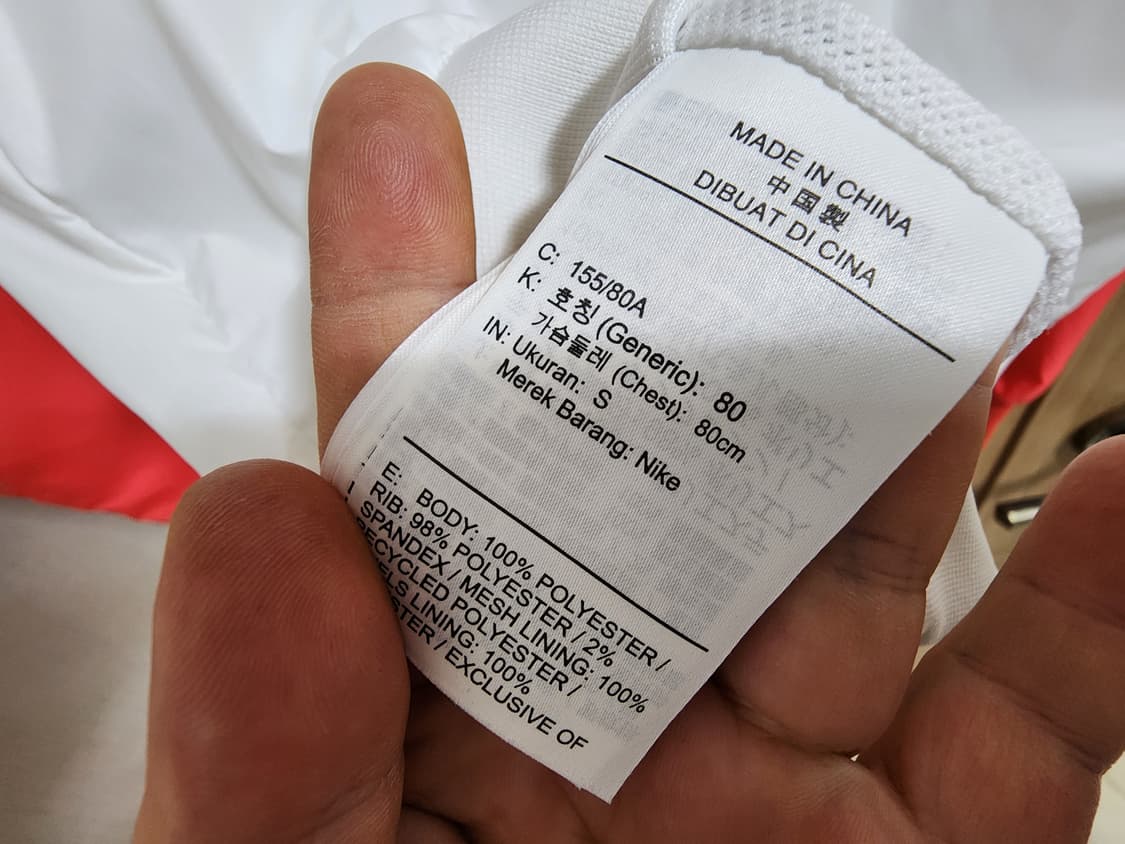 MADE IN CHINA
中国製
DIBUAT DI CINA
C: 155/80A
K: 호칭 (Generic): 80
가슴둘레 (Chest): 80cm
IN: Ukuran: S
Merek Barang: Nike
E: BODY: 100% POLYESTER /
RIB: 98% POLYESTER / 2%
SPANDEX / MESH LINING: 100%
RECYCLED POLYESTER /
LINING: 100%
/ EXCLUSIVE OF